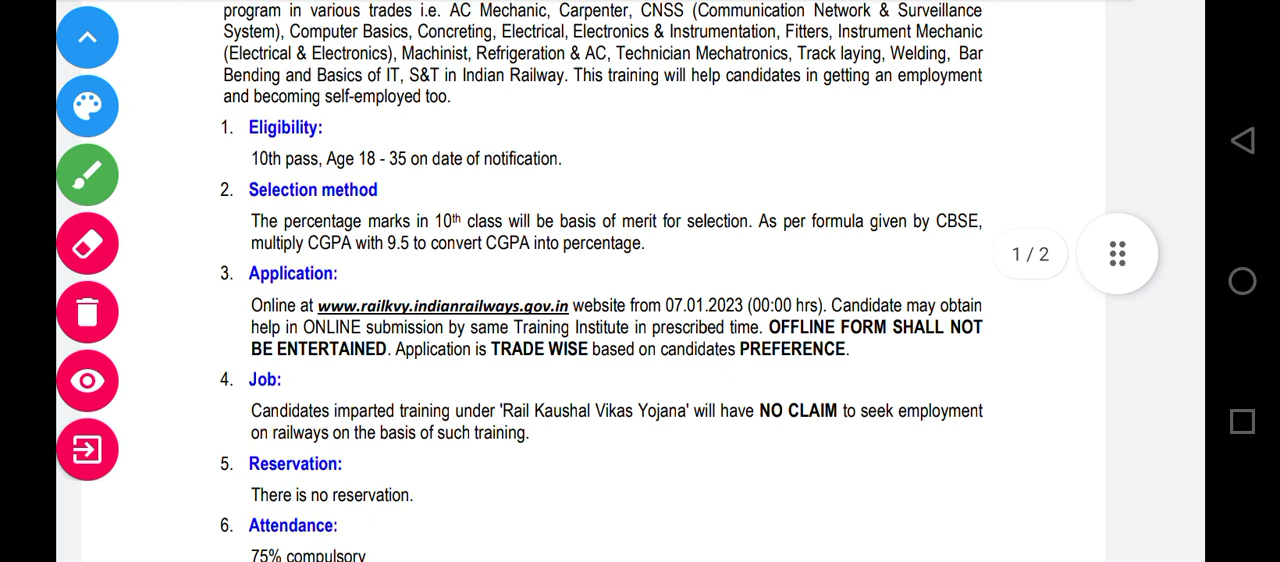 program in various trades i.e. AC Mechanic, Carpenter, CNSS (Communication Network & Surveillance
System), Computer Basics, Concreting, Electrical, Electronics & Instrumentation, Fitters, Instrument Mechanic
(Electrical & Electronics), Machinist, Refrigeration & AC, Technician Mechatronics, Track laying, Welding, Bar
Bending and Basics of IT, S&T in Indian Railway. This training will help candidates in getting an employment
and becoming self-employed too.
1. Eligibility:
10th pass, Age 18 - 35 on date of notification.
2. Selection method
The percentage marks in 10th class will be basis of merit for selection. As per formula given by CBSE,
multiply CGPA with 9.5 to convert CGPA into percentage.
3. Application:
Online at www.railkvy.indianrailways.gov.in website from 07.01.2023 (00:00 hrs). Candidate may obtain
help in ONLINE submission by same Training Institute in prescribed time. OFFLINE FORM SHALL NOT
BE ENTERTAINED. Application is TRADE WISE based on candidates PREFERENCE.
4. Job:
Candidates imparted training under 'Rail Kaushal Vikas Yojana' will have NO CLAIM to seek employment
on railways on the basis of such training.
5. Reservation:
There is no reservation.
6. Attendance:
75% compulsory
1 / 2